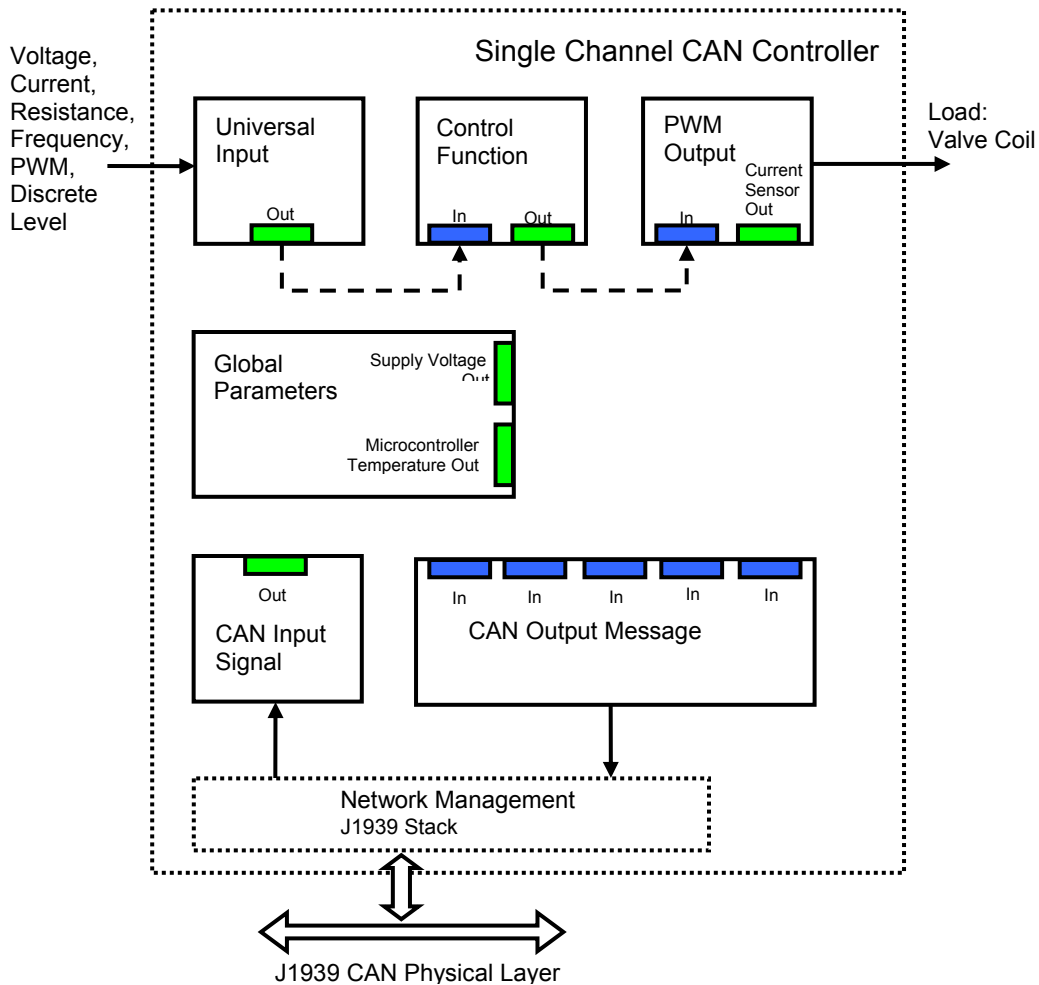 Single Channel CAN Controller
Voltage,
Current,
Resistance,
Frequency,
PWM,
Discrete
Level
Universal
Input
Out
Control
Function
In
Out
PWM
Output
Current
Sensor
Out
In
Load:
Valve Coil
Global
Parameters
Supply Voltage
Out
Microcontroller
Temperature Out
Out
CAN Input
Signal
In
In
In
In
In
CAN Output Message
Network Management
J1939 Stack
J1939 CAN Physical Layer